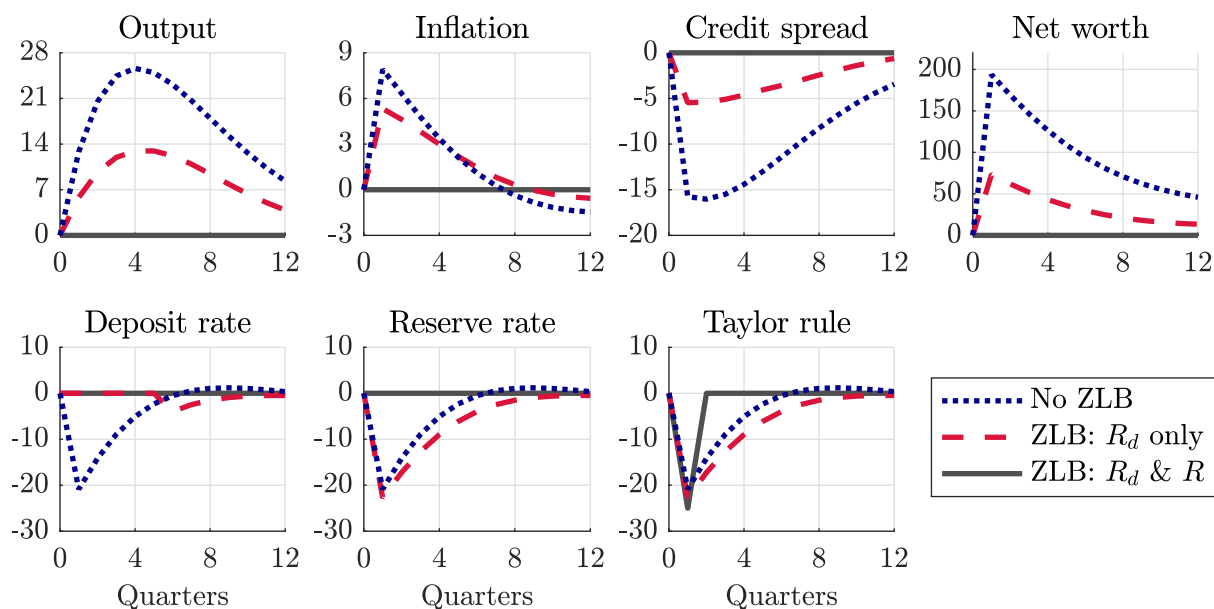 Output
28
21
14
7
0
0 4 8 12
Inflation
9
6
3
0
-3
0 4 8 12
Credit spread
0
-5
-10
-15
-20
0 4 8 12
Net worth
200
150
100
50
0
0 4 8 12
Deposit rate
10
0
-10
-20
-30
0 4 8 12
Quarters
Reserve rate
10
0
-10
-20
-30
0 4 8 12
Quarters
Taylor rule
10
0
-10
-20
-30
0 4 8 12
Quarters
No ZLB
ZLB: R_d only
ZLB: R_d & R